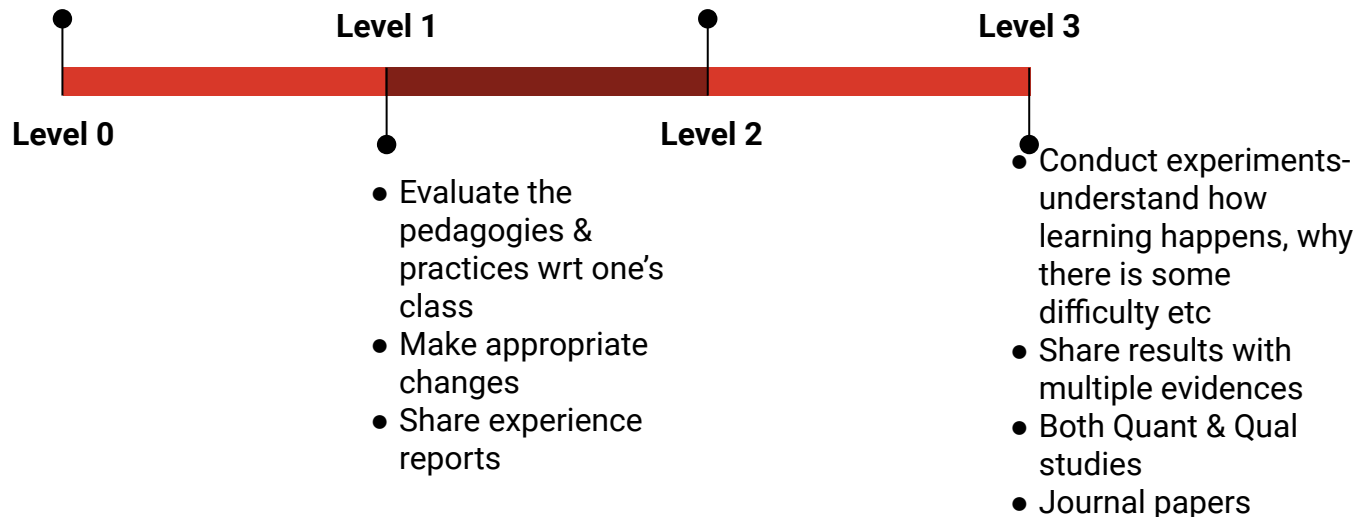 Level 1
Level 3
Level 0
Level 2
● Evaluate the
pedagogies &
practices wrt one’s
class
● Make appropriate
changes
● Share experience
reports
● Conduct experiments-
understand how
learning happens, why
there is some
difficulty etc
● Share results with
multiple evidences
● Both Quant & Qual
studies
● Journal papers